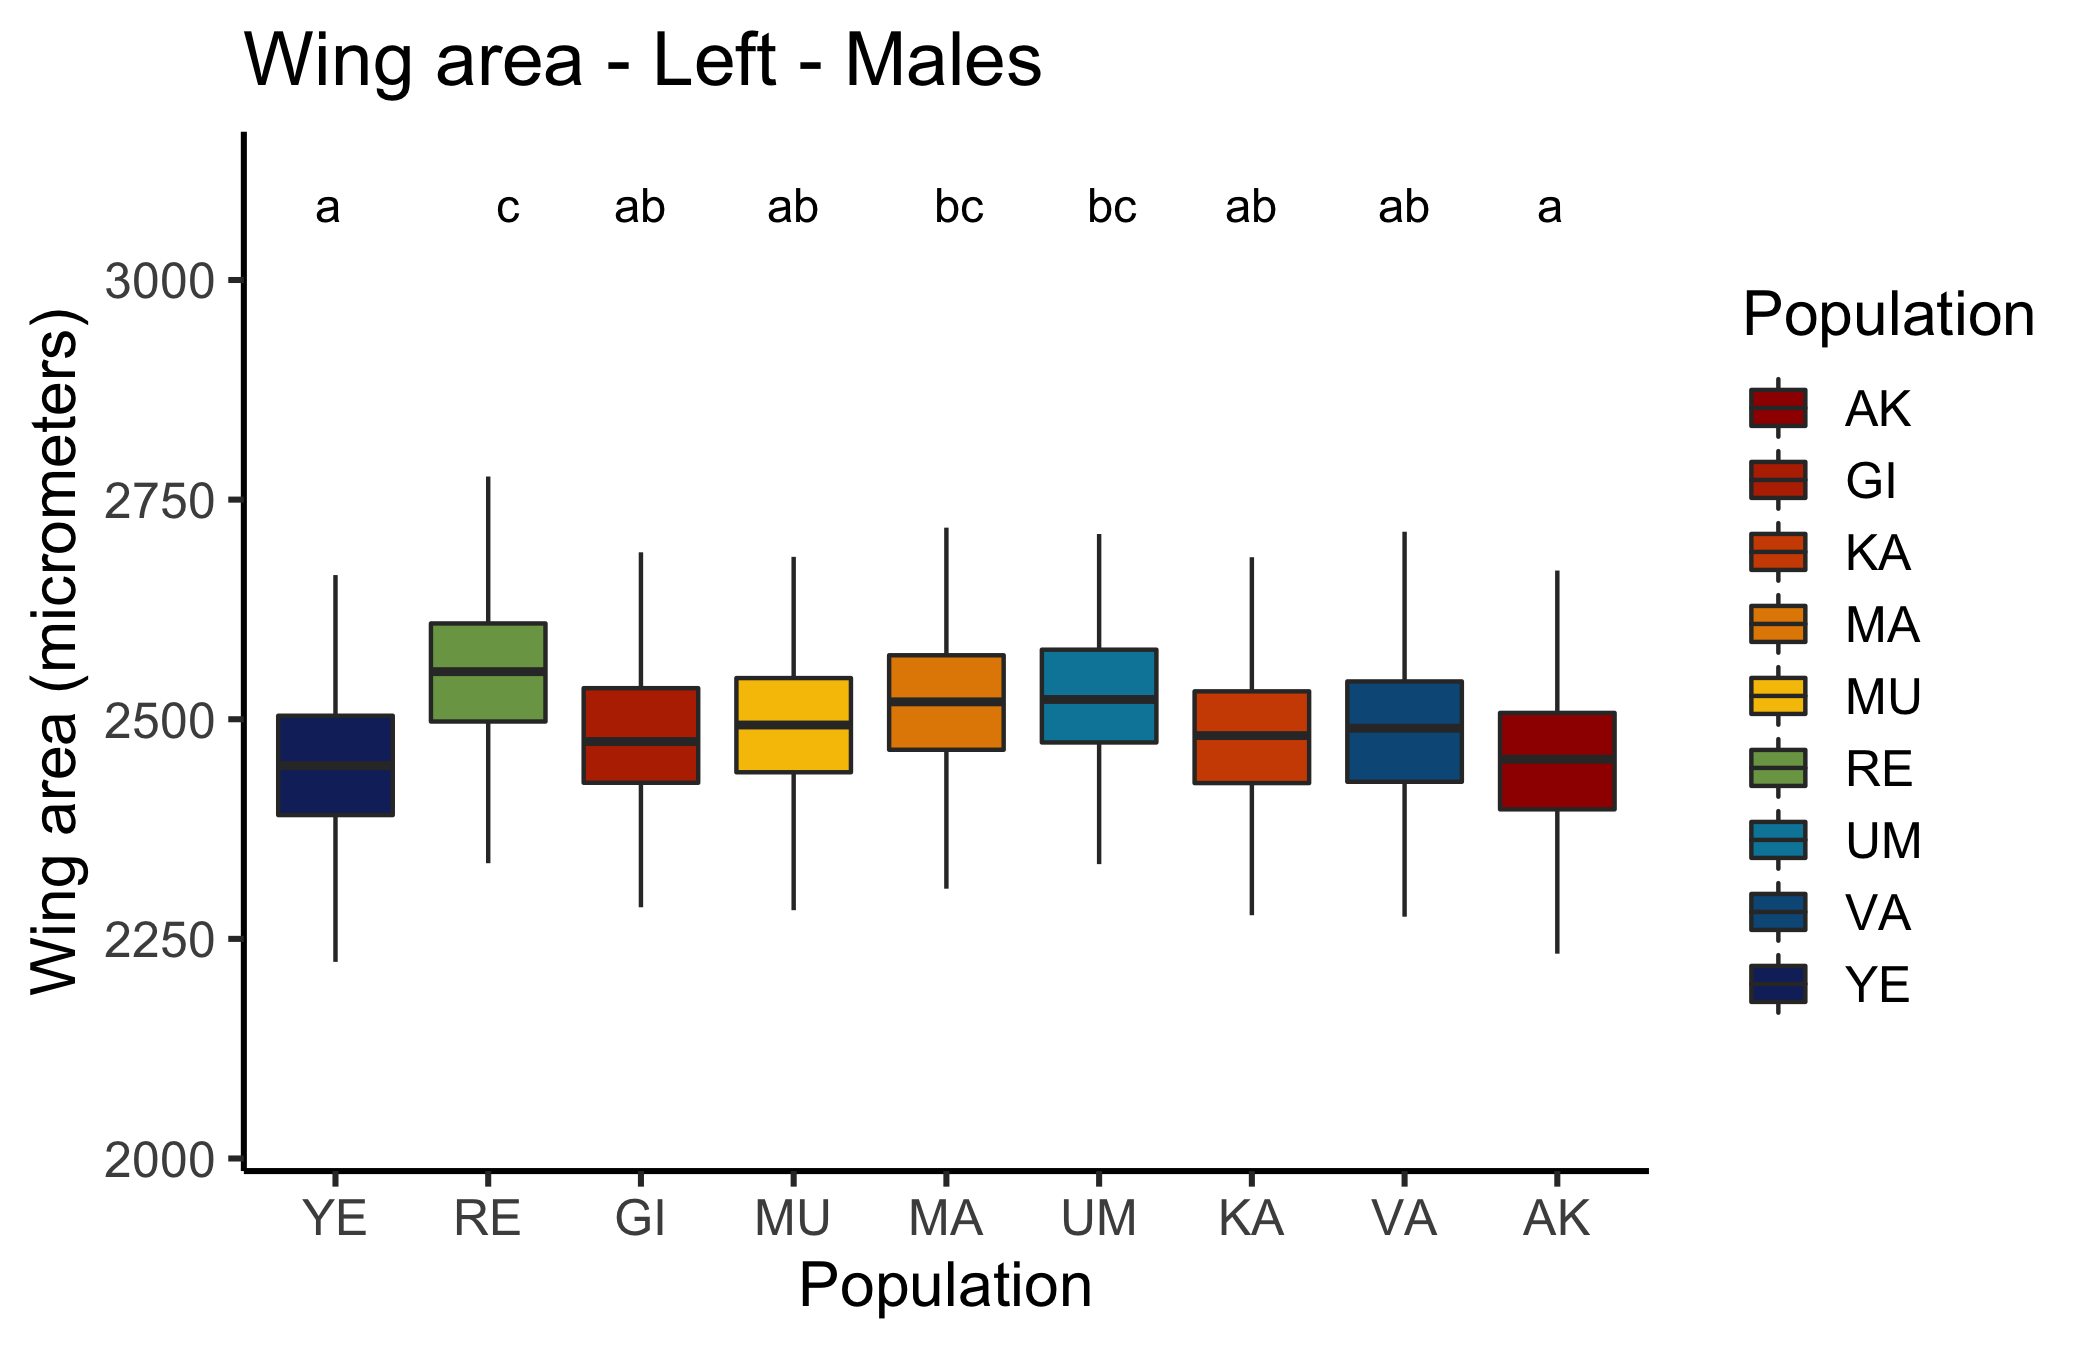 Wing area - Left - Males
a c ab ab bc bc ab ab a
3000
2750
2500
2250
2000
Wing area (micrometers)
YE RE GI MU MA UM KA VA AK
Population
Population
AK
GI
KA
MA
MU
RE
UM
VA
YE